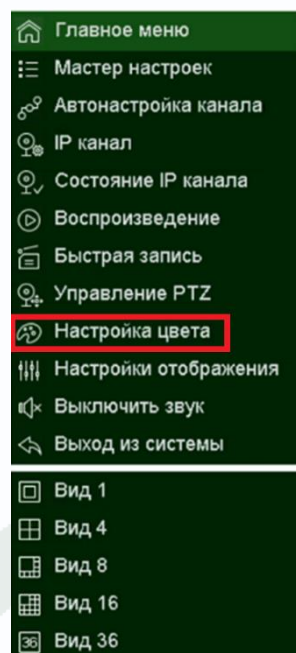 Главное меню
Мастер настроек
Автонастройка канала
IP канал
Состояние IP канала
Воспроизведение
Быстрая запись
Управление PTZ
Настройка цвета
Настройки отображения
Выключить звук
Выход из системы
Вид 1
Вид 4
Вид 8
Вид 16
36 Вид 36